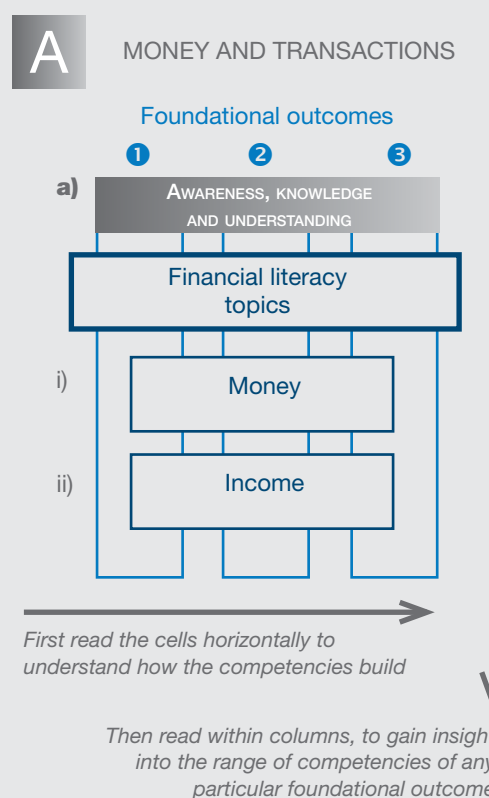 A
MONEY AND TRANSACTIONS
Foundational outcomes
1 2 3
a)
AWARENESS, KNOWLEDGE
AND UNDERSTANDING
Financial literacy
topics
i)
Money
ii)
Income
First read the cells horizontally to
understand how the competencies build
Then read within columns, to gain insigh
into the range of competencies of any
particular foundational outcome